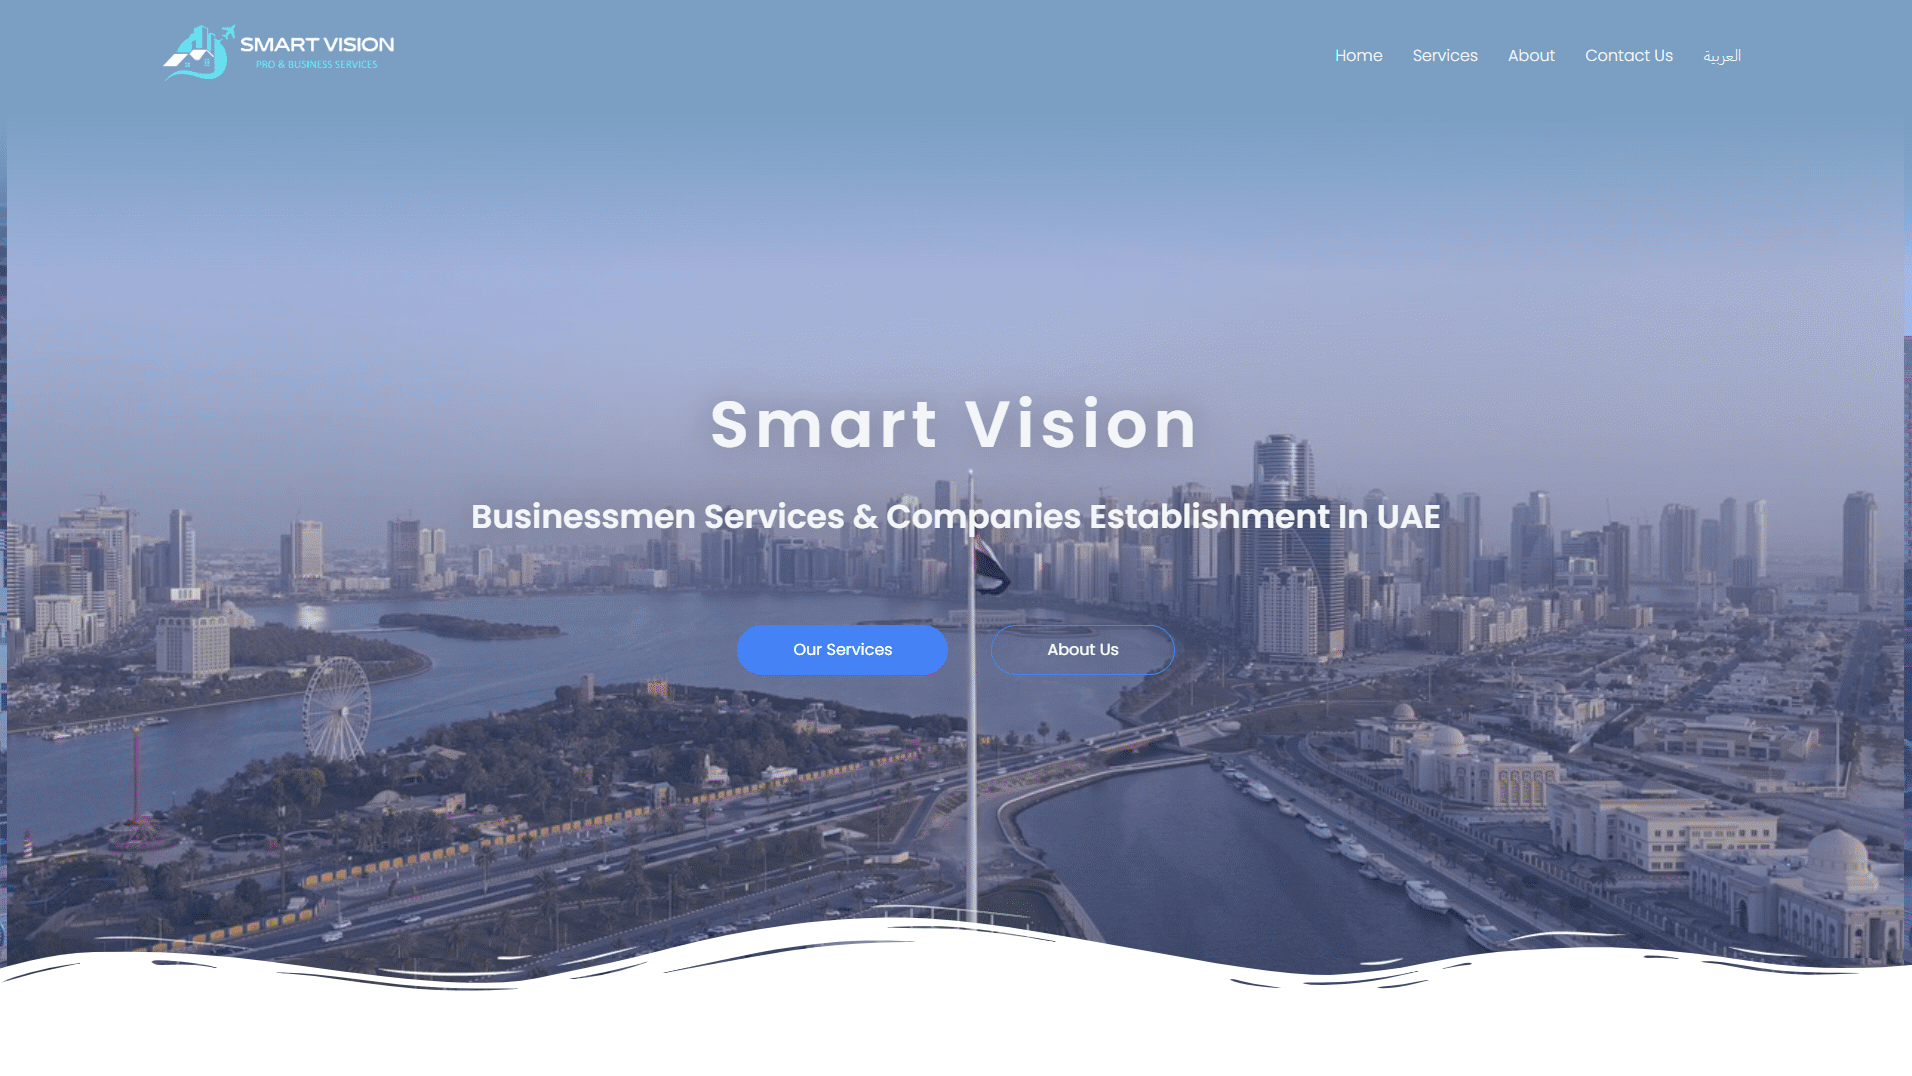 SMART VISION
PRO & BUSINESS SERVICES
Home
Services
About
Contact Us
العربية
Smart Vision
Businessmen Services & Companies Establishment In UAE
Our Services
About Us